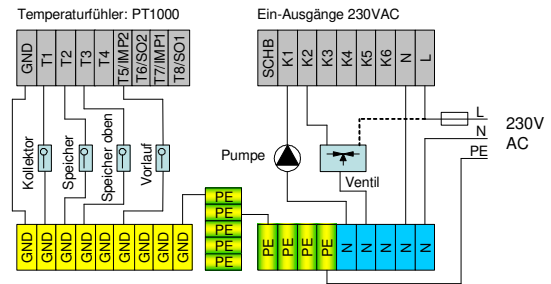 Temperaturfühler: PT1000
Ein-Ausgänge 230VAC
GND
T1
T2
T3
T4
T5/IMP2
T6/SO2
T7/IMP1
T8/SO1
SCHB
K1
K2
K3
K4
K5
K6
N
L
Kollektor
Speicher
Speicher oben
Vorlauf
Pumpe
Ventil
L
N
PE
230V
AC
PE
PE
PE
PE
PE
GND
GND
GND
GND
GND
GND
GND
GND
GND
PE
PE
PE
PE
N
N
N
N
N